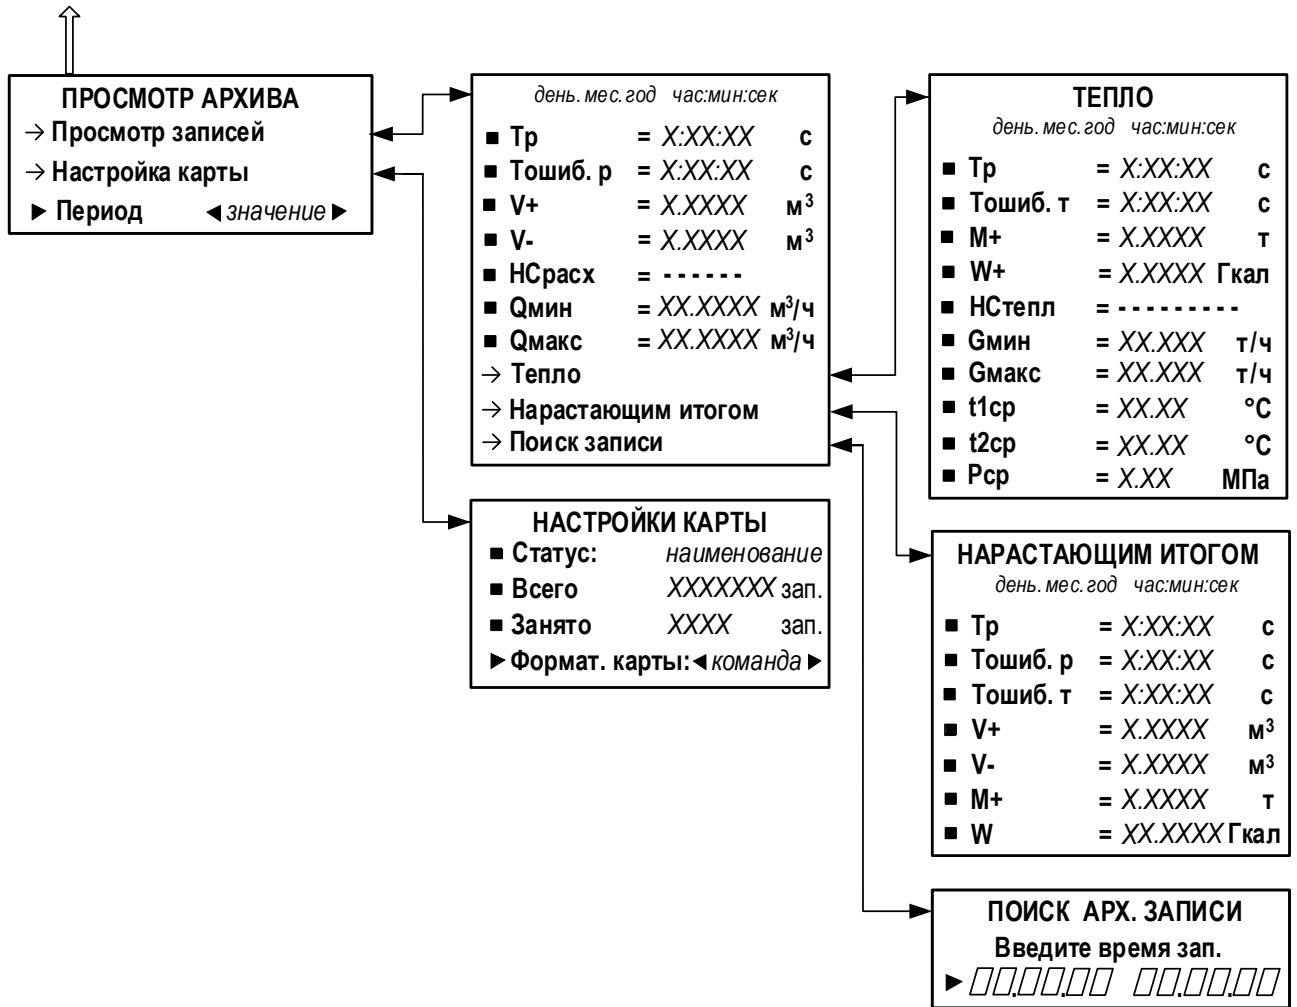 ПРОСМОТР АРХИВА
→ Просмотр записей
→ Настройка карты
▶ Период ◀ значение ▶
день. мес. год час:мин:сек
■ Тр = X:XX:XX с
■ Тошиб. р = X:XX:XX с
■ V+ = X.XXXX м³
■ V- = X.XXXX м³
■ НСрасх = - - - - - -
■ Qмин = XX.XXXX м³/ч
■ Qмакс = XX.XXXX м³/ч
→ Тепло
→ Нарастающим итогом
→ Поиск записи
НАСТРОЙКИ КАРТЫ
■ Статус: наименование
■ Всего XXXXXXX зап.
■ Занято XXXX зап.
▶ Формат. карты: ◀ команда ▶
ТЕПЛО
день. мес. год час:мин:сек
■ Тр = X:XX:XX с
■ Тошиб. т = X:XX:XX с
■ M+ = X.XXXX т
■ W+ = X.XXXX Гкал
■ НСтепл = - - - - - - - - -
■ Gмин = XX.XXX т/ч
■ Gмакс = XX.XXX т/ч
■ t1ср = XX.XX °C
■ t2ср = XX.XX °C
■ Рср = X.XX МПа
НАРАСТАЮЩИМ ИТОГОМ
день. мес. год час:мин:сек
■ Тр = X:XX:XX с
■ Тошиб. р = X:XX:XX с
■ Тошиб. т = X:XX:XX с
■ V+ = X.XXXX м³
■ V- = X.XXXX м³
■ M+ = X.XXXX т
■ W = XX.XXXX Гкал
ПОИСК АРХ. ЗАПИСИ
Введите время зап.
▶ 00.00.00 00.00.00